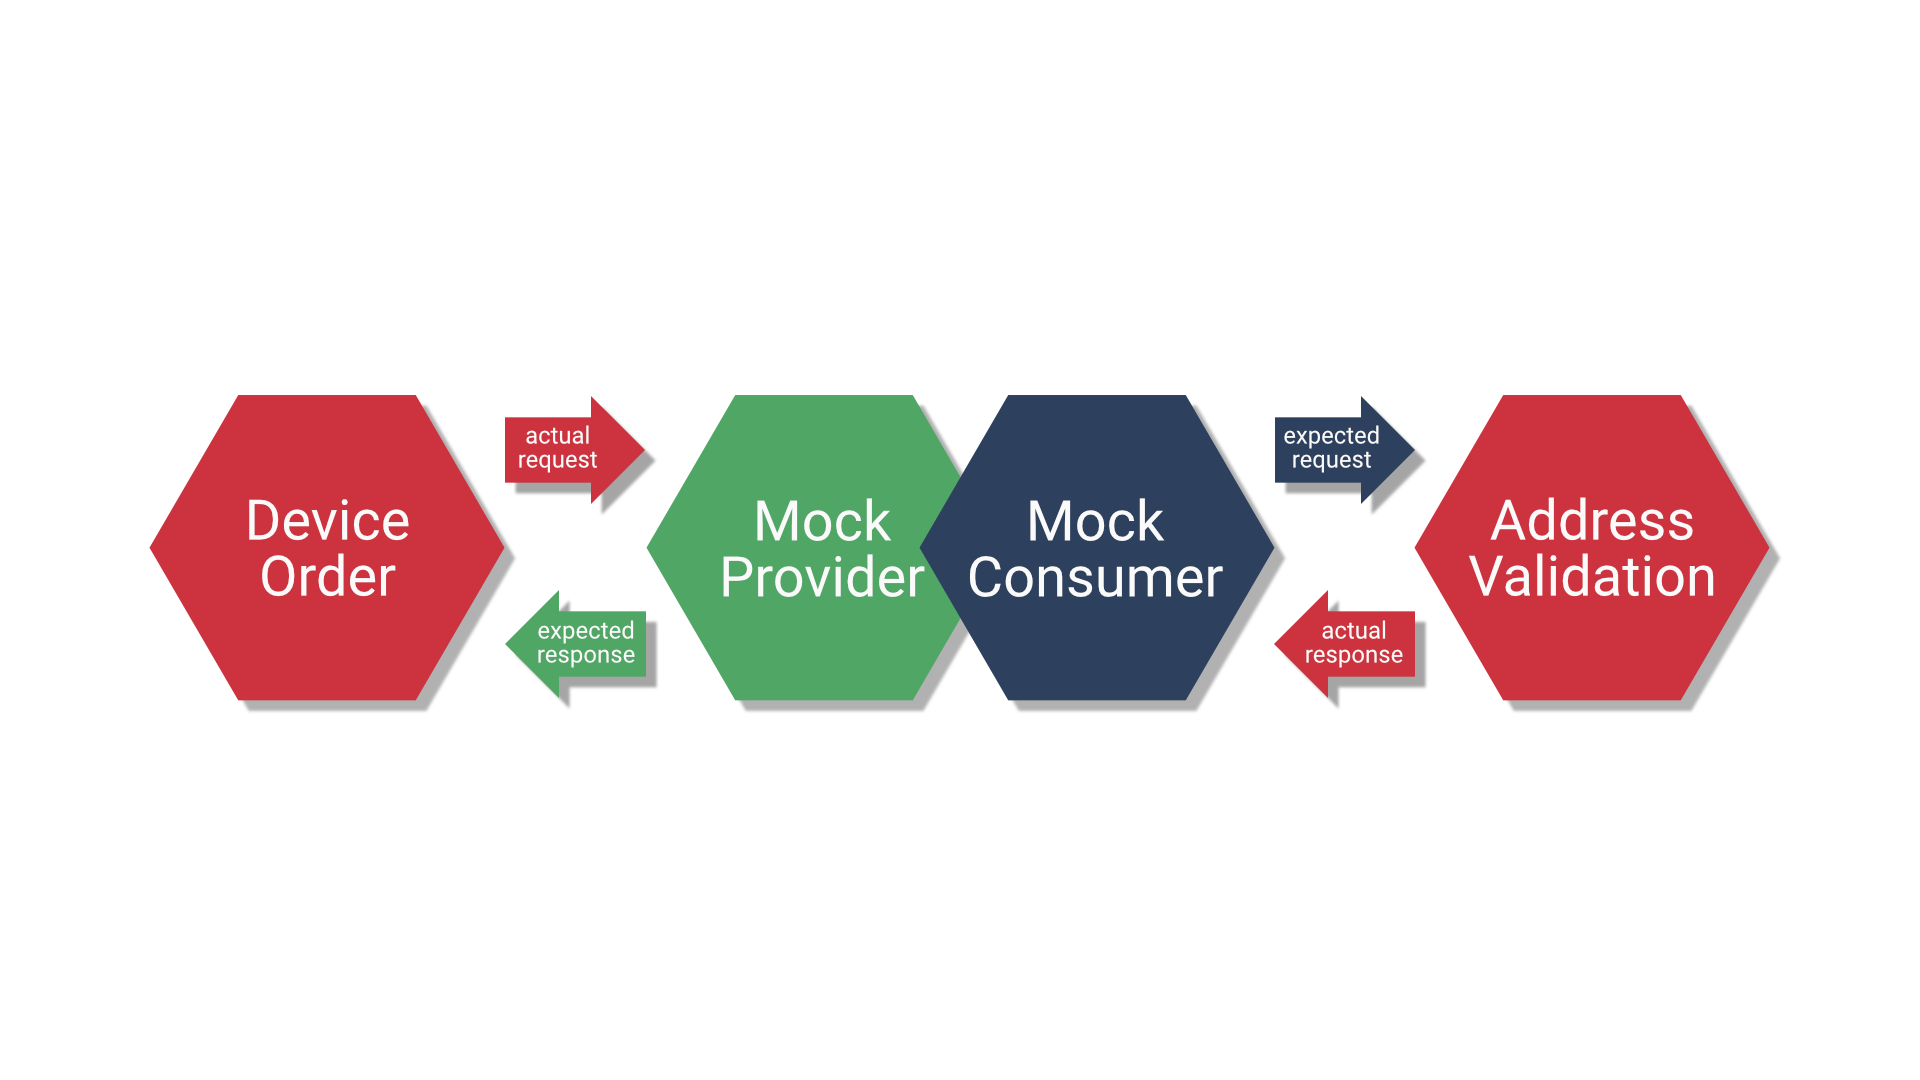 Device
Order
actual
request
expected
response
Mock
Provider
Mock
Consumer
expected
request
actual
response
Address
Validation